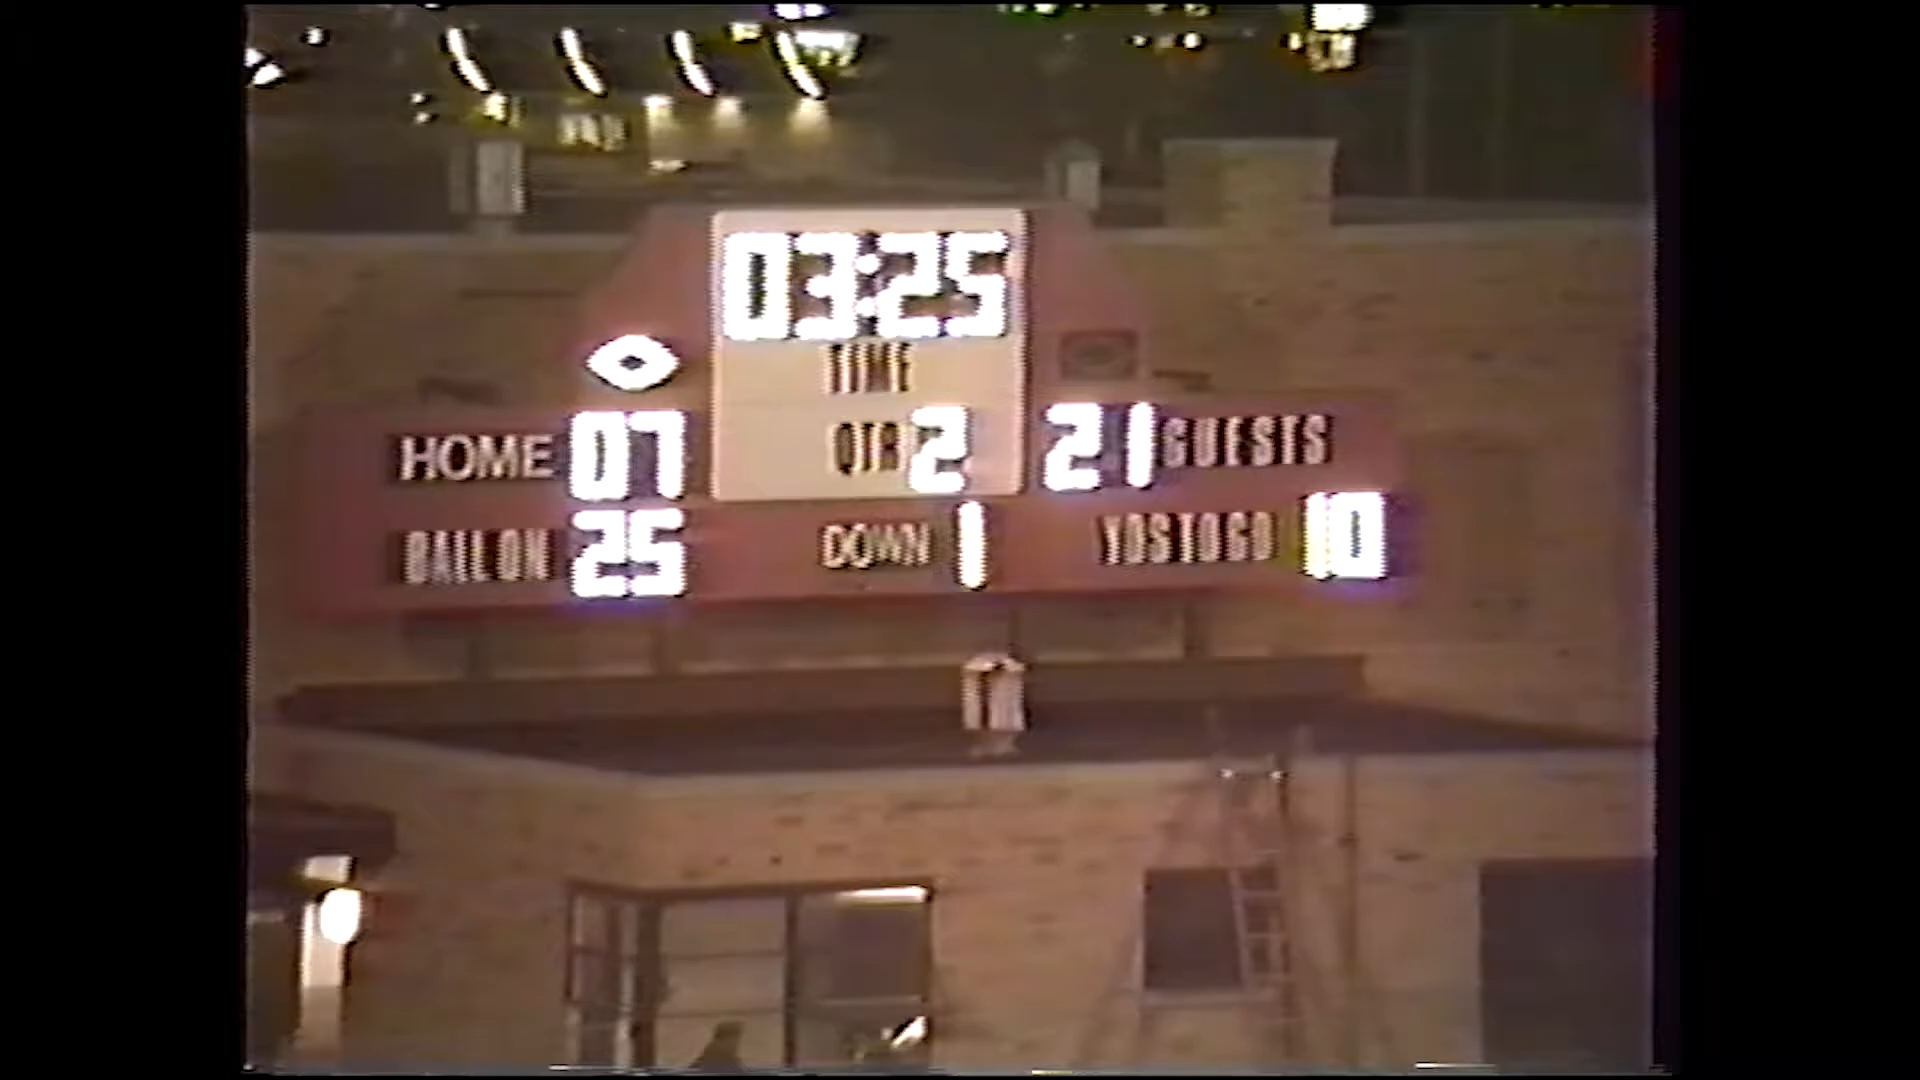 03:25
TIME
HOME 07 QTR 2 21 GUESTS
BALL ON 25 DOWN 1 YDS TO GO 10